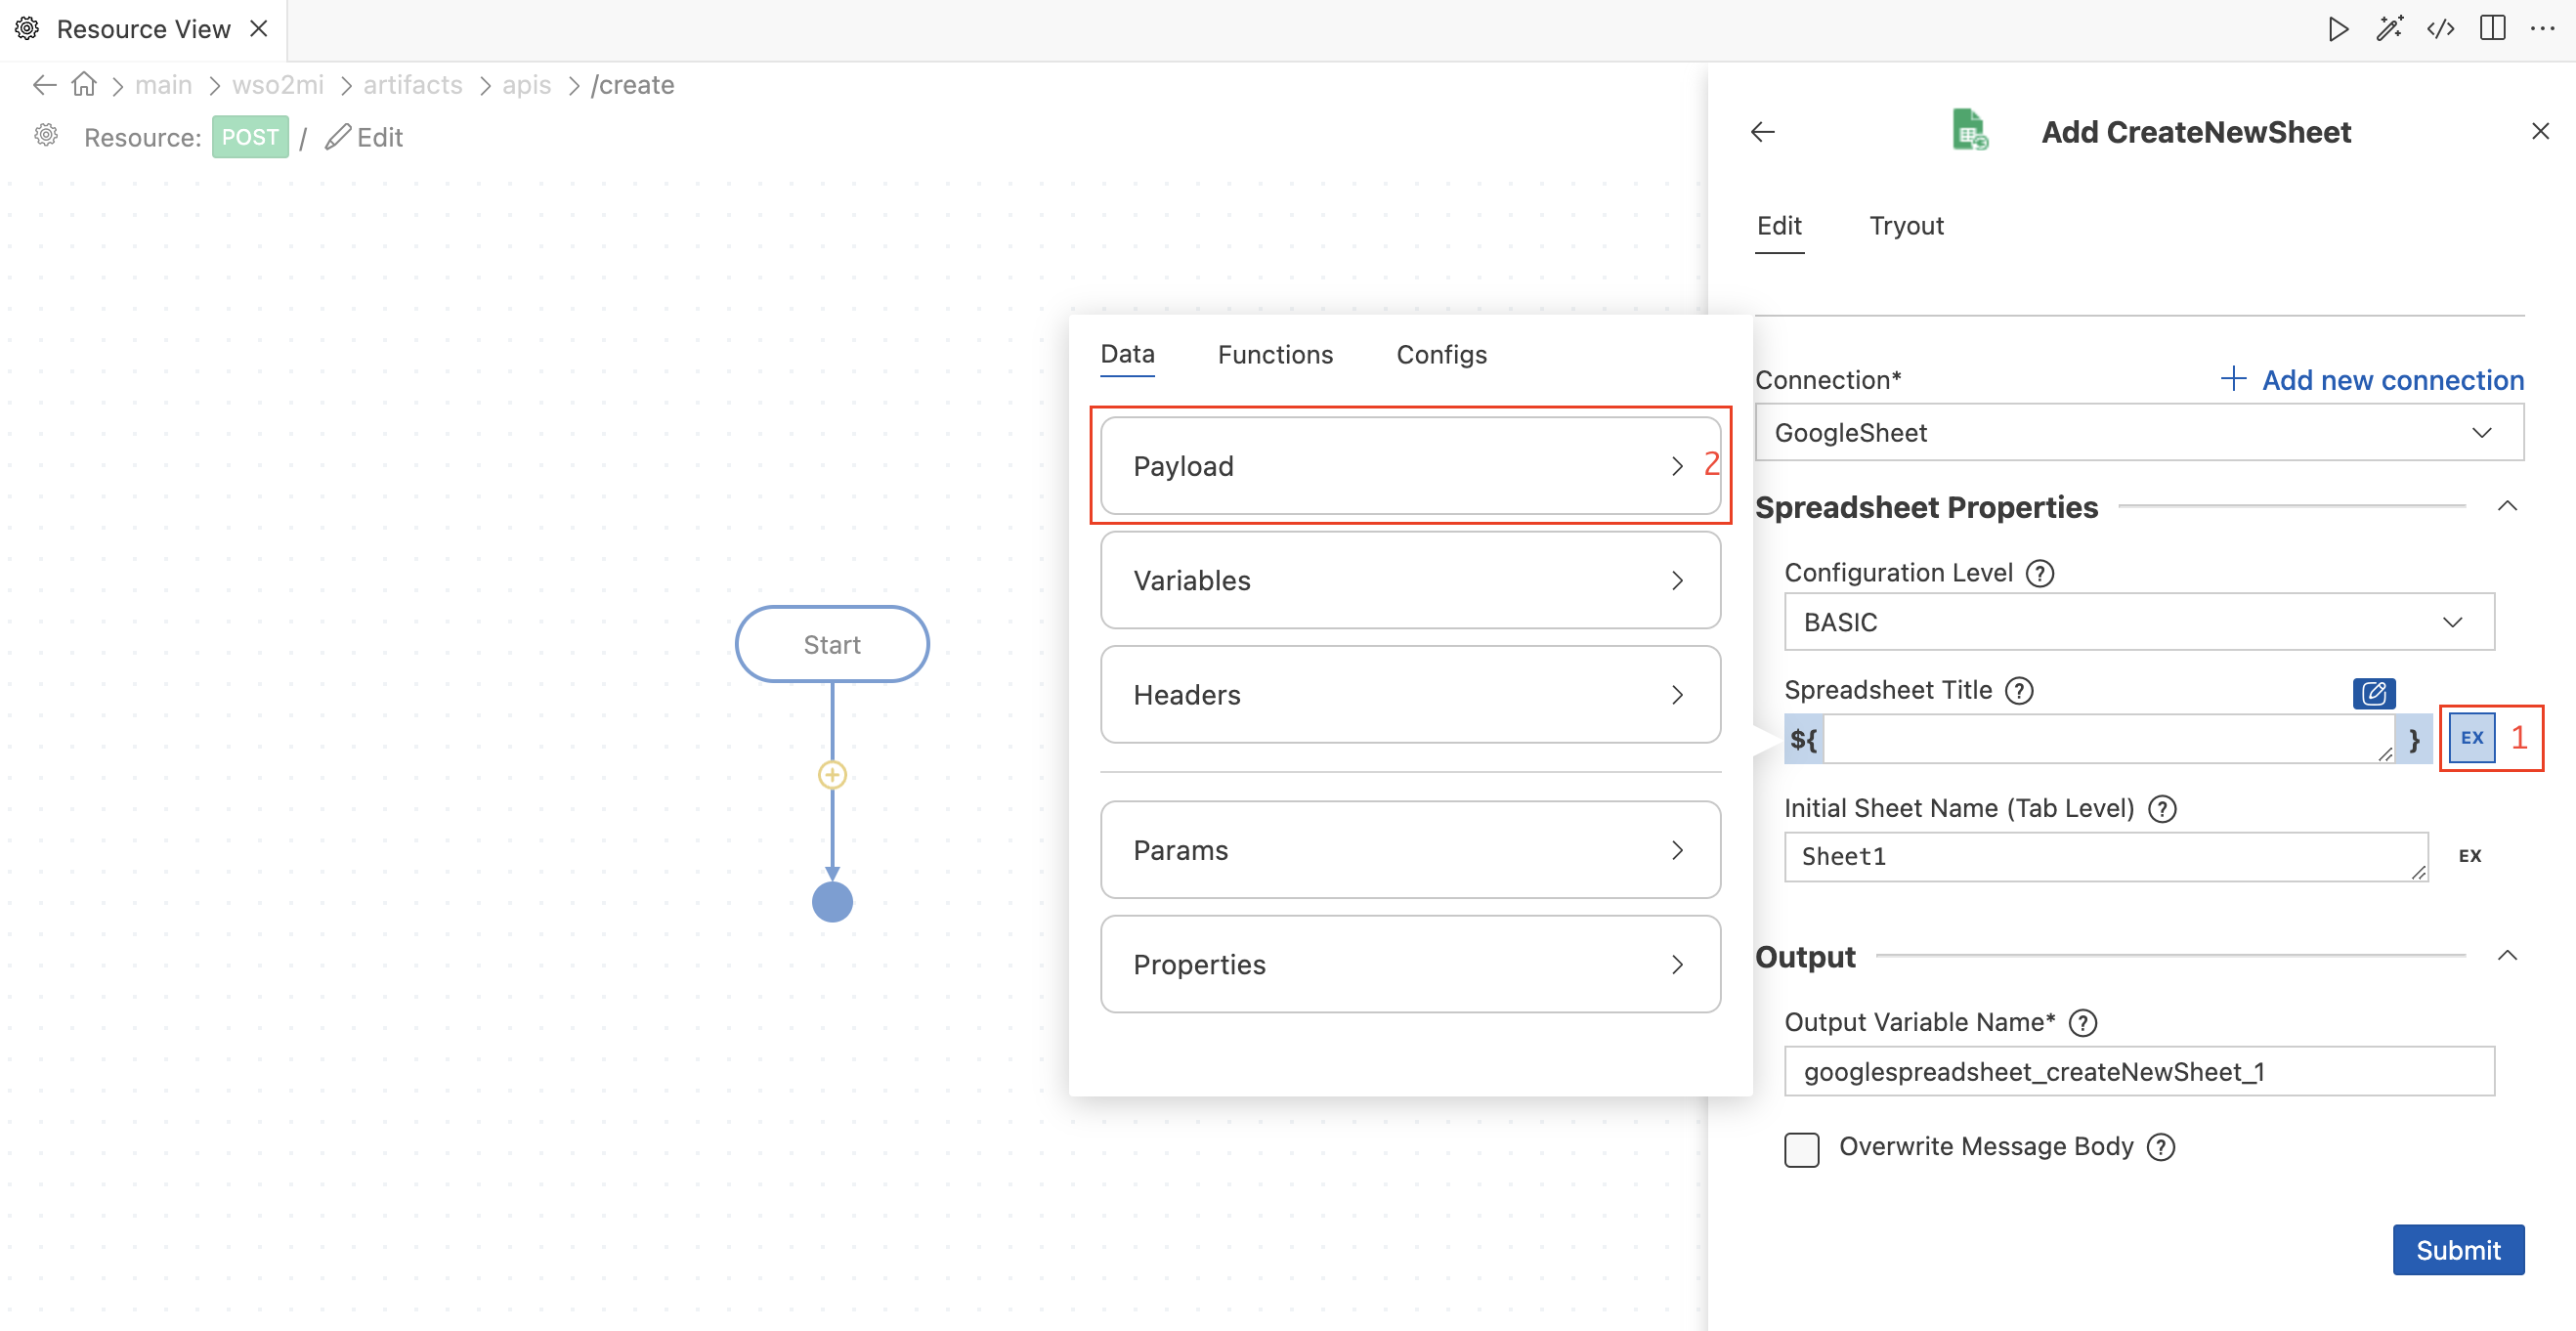 Resource View
main
wso2mi
artifacts
apis
/create
Resource: POST / Edit
Start
Data Functions Configs
Payload 2
Variables
Headers
Params
Properties
Add CreateNewSheet
Edit Tryout
Connection* Add new connection
GoogleSheet
Spreadsheet Properties
Configuration Level ?
BASIC
Spreadsheet Title ?
${ } EX 1
Initial Sheet Name (Tab Level) ?
Sheet1 EX
Output
Output Variable Name* ?
googlespreadsheet_createNewSheet_1
Overwrite Message Body ?
Submit